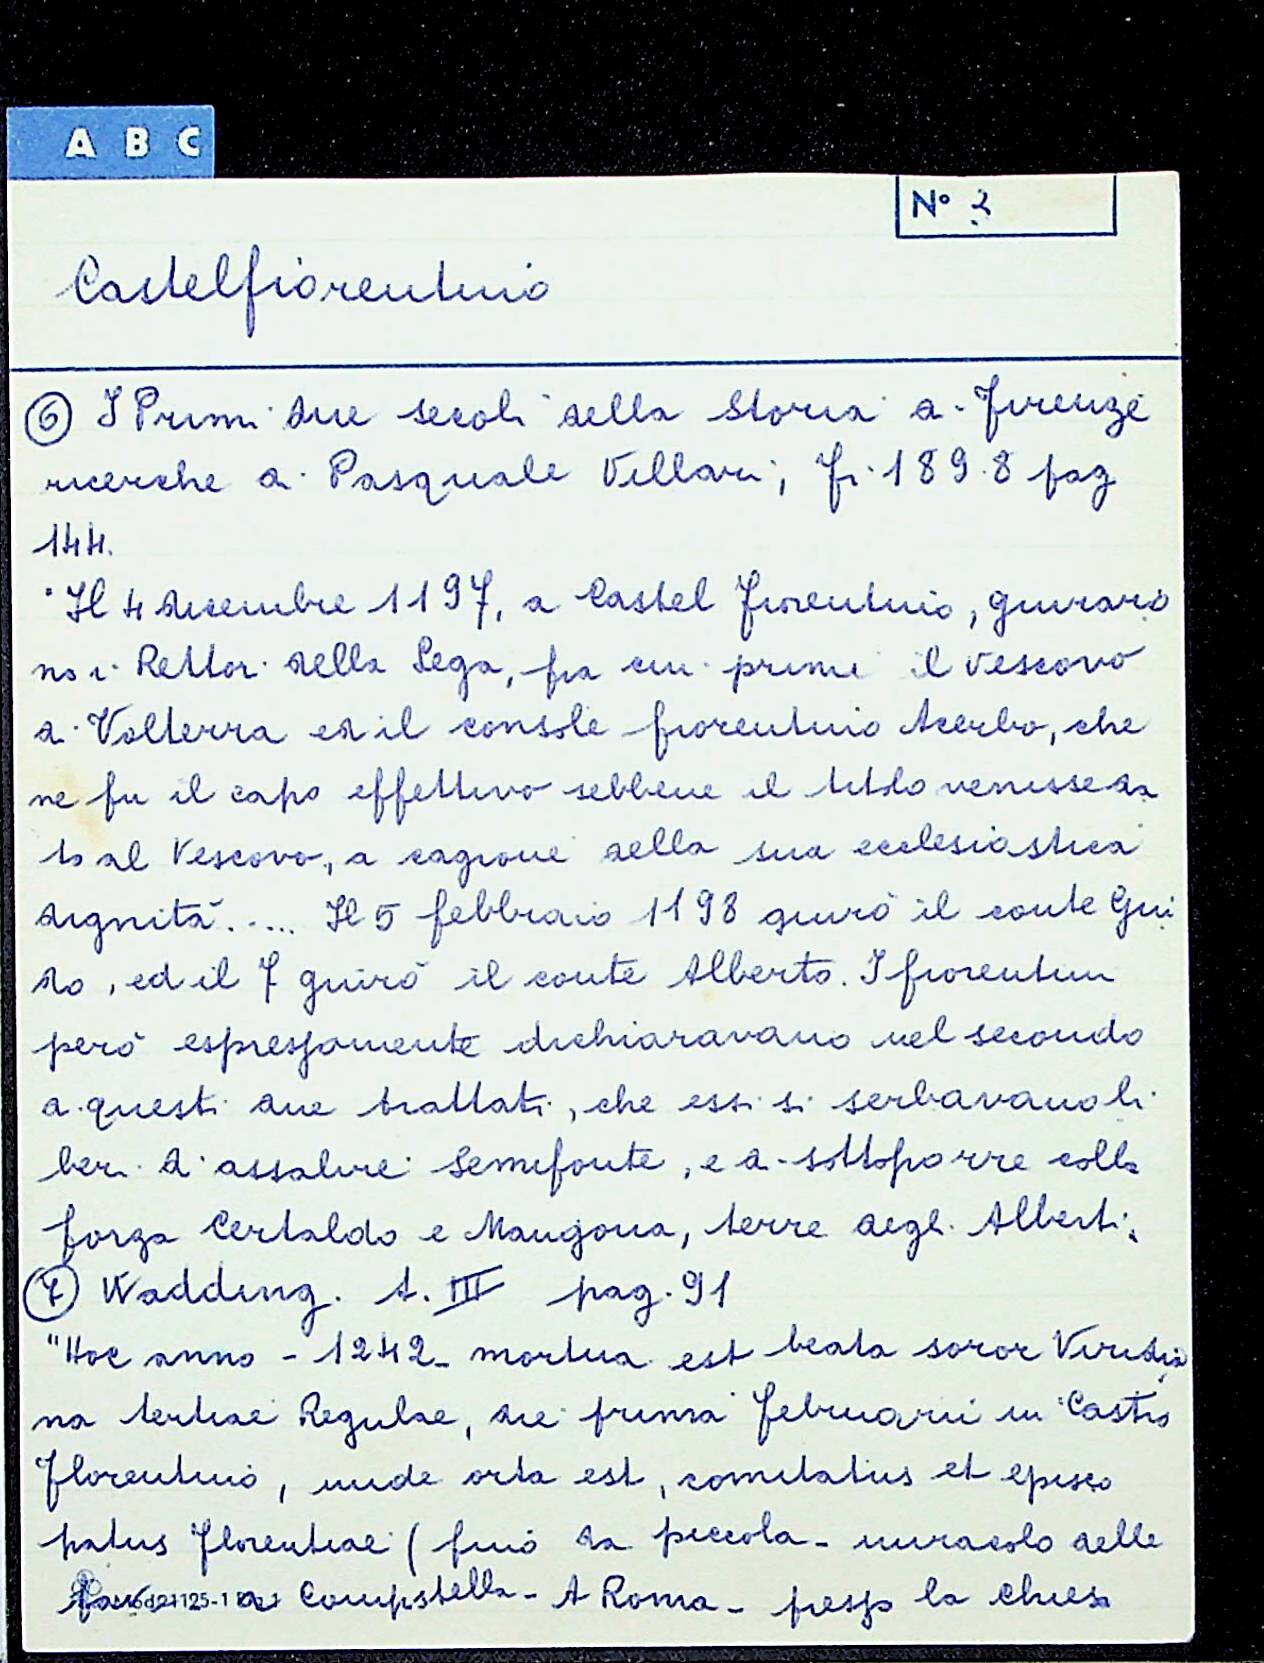 A B C
N° 2
Castelfiorentino
⑥ I Primi due secoli della Storia di Firenze
ricerche di Pasquale Villari; Fi. 1898 pag
144.
"Il 4 dicembre 1197, a Castel Fiorentino, giuraro
no i Rettori della Lega, fra cui primi il Vescovo
di Volterra ed il console fiorentino Acerbo, che
ne fu il capo effettivo sebbene il titolo venisse da
to al Vescovo, a cagione della sua ecclesiastica
dignità..... Il 5 febbraio 1198 giurò il conte Gui
do, ed il 7 giurò il conte Alberto. I fiorentini
però espressamente dichiaravano nel secondo
di questi due trattati, che essi si serbavano li
beri di assalire Semifonte, e di sottoporre colla
forza Certaldo e Mangona, terre degli Alberti;
⑦ Wadding. t. III pag. 91
"Hoc anno - 1242 - mortua est beata soror Viridia
na tertiae Regulae, die prima Februarii in Castro
Florentino, unde orta est, comitatus et episco
patus Florentiae (fino da piccola - miracolo delle
fave a Compstella - A Roma - presso la chiesa